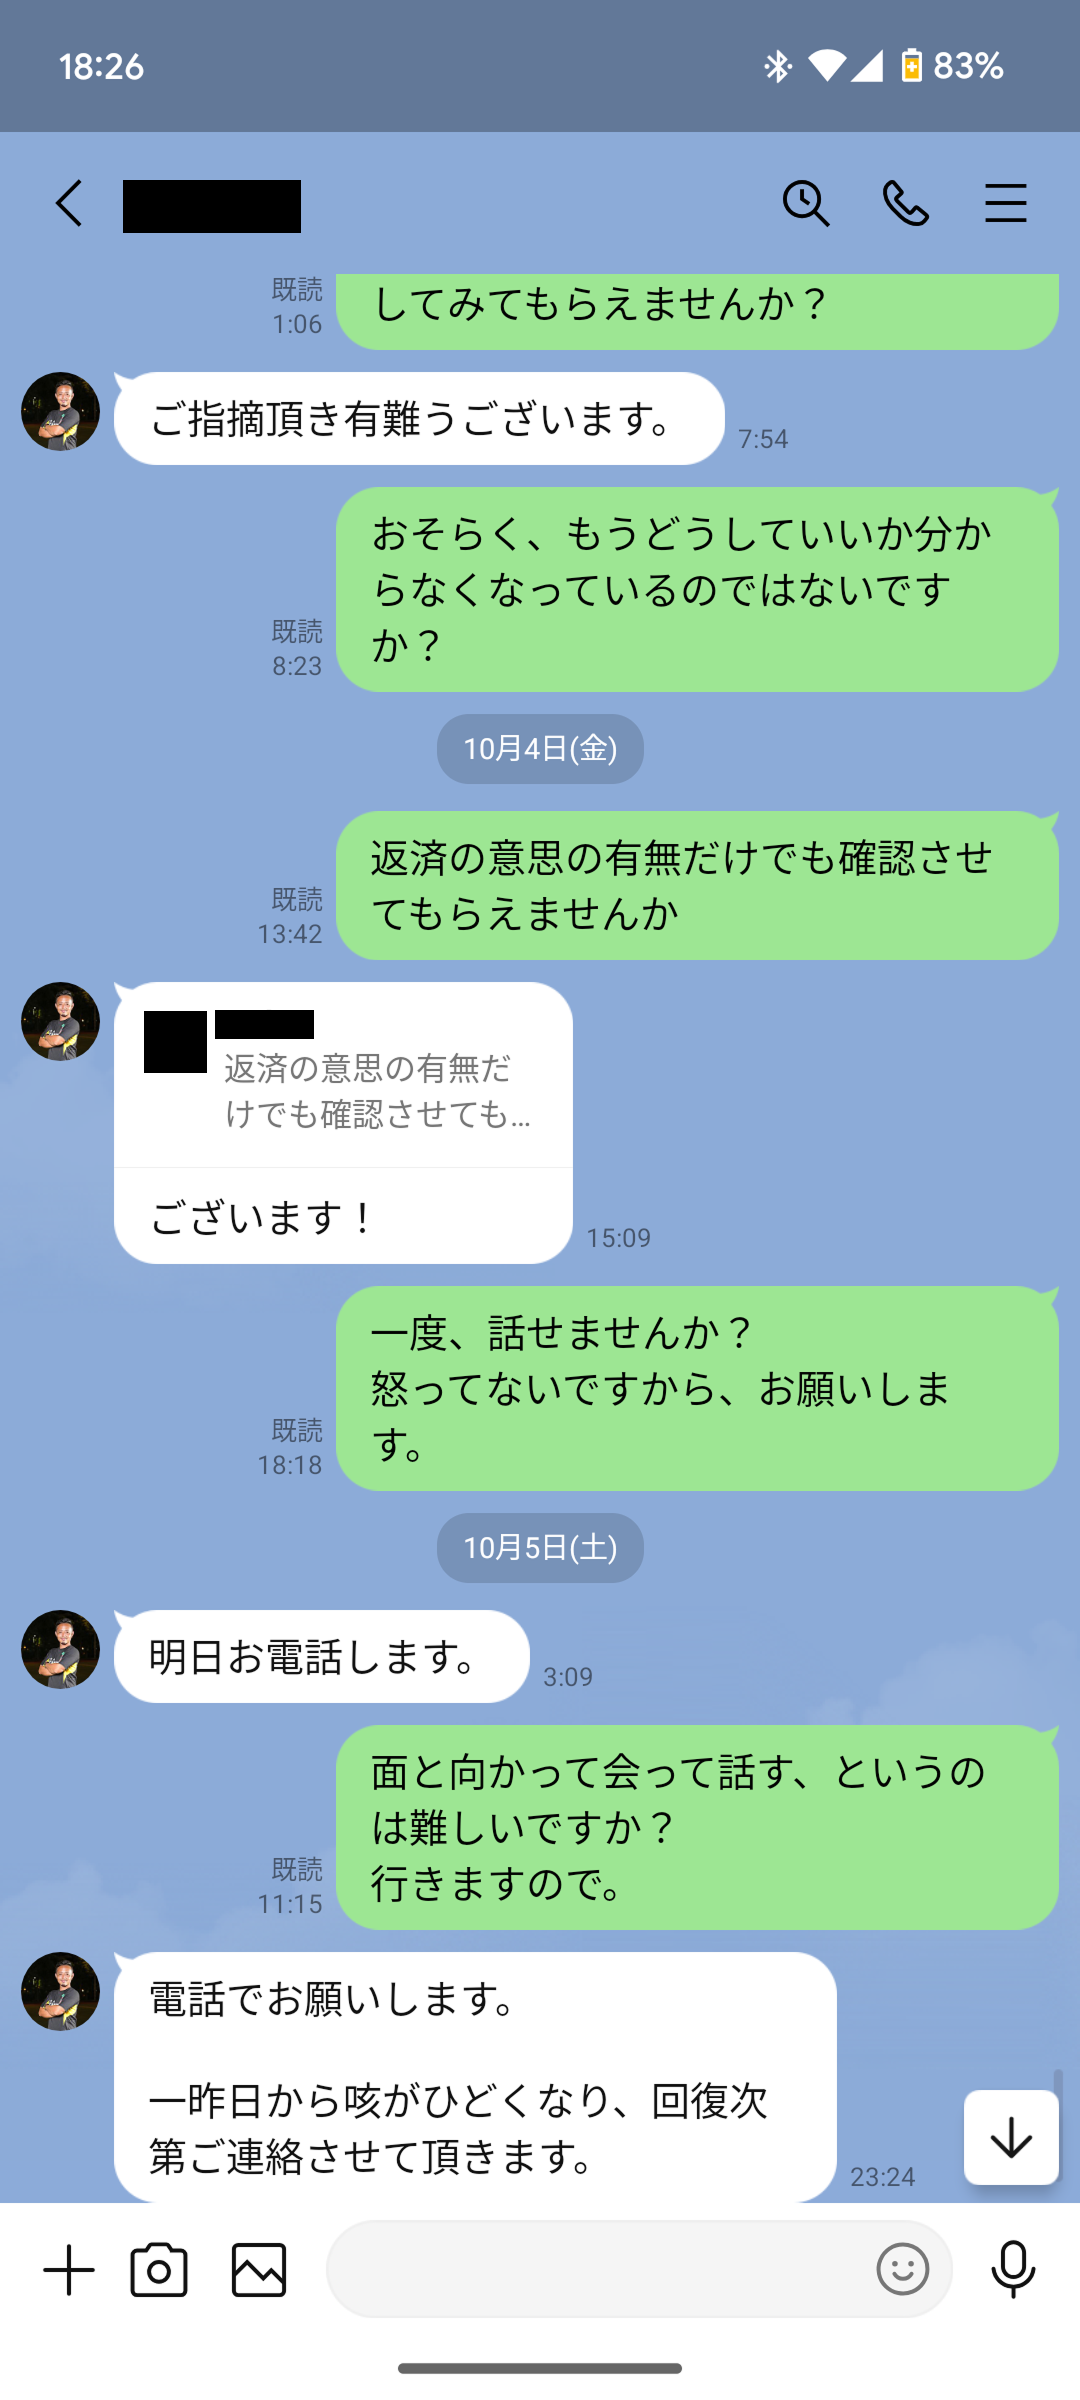 18:26
83%
既読
1:06
してみてもらえませんか？
ご指摘頂き有難うございます。
7:54
おそらく、もうどうしていいか分か
らなくなっているのではないです
か？
既読
8:23
10月4日(金)
返済の意思の有無だけでも確認させ
てもらえませんか
既読
13:42
返済の意思の有無だ
けでも確認させても...
ございます！
15:09
一度、話せませんか？
怒ってないですから、お願いしま
す。
既読
18:18
10月5日(土)
明日お電話します。
3:09
面と向かって会って話す、というの
は難しいですか？
行きますので。
既読
11:15
電話でお願いします。
一昨日から咳がひどくなり、回復次
第ご連絡させて頂きます。
23:24